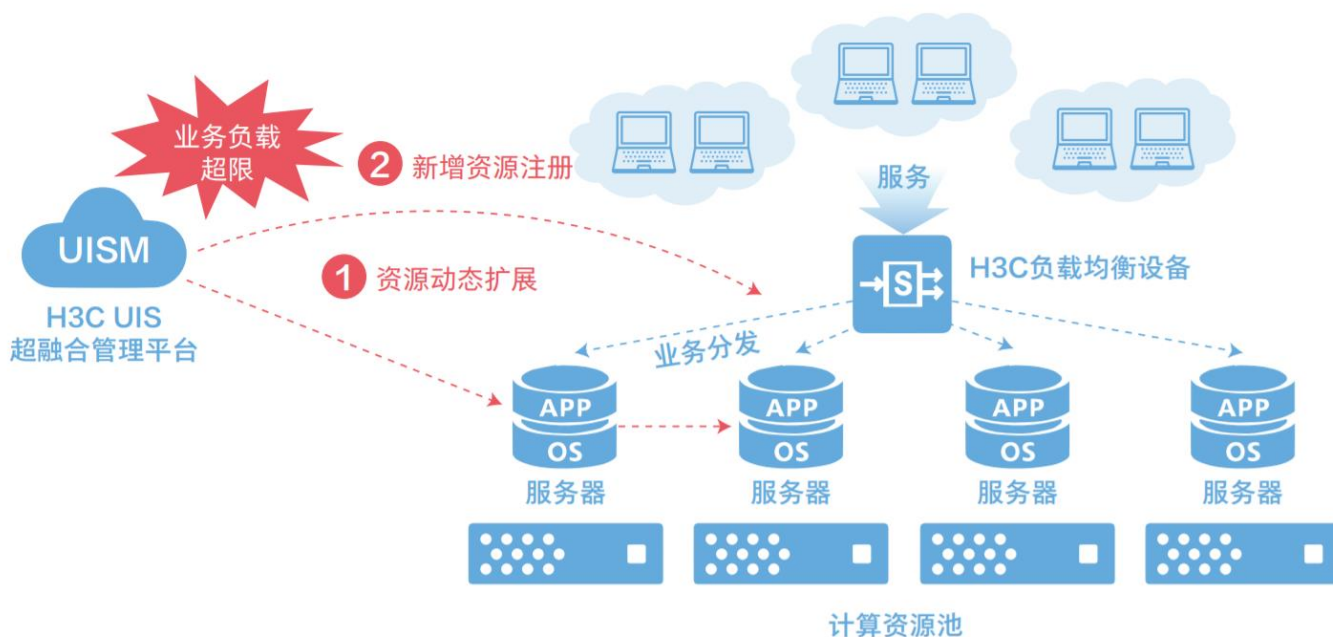 业务负载
超限
2 新增资源注册
服务
UISM
1 资源动态扩展
H3C UIS
超融合管理平台
S
H3C负载均衡设备
业务分发
APP
OS
服务器
APP
OS
服务器
APP
OS
服务器
APP
OS
服务器
计算资源池